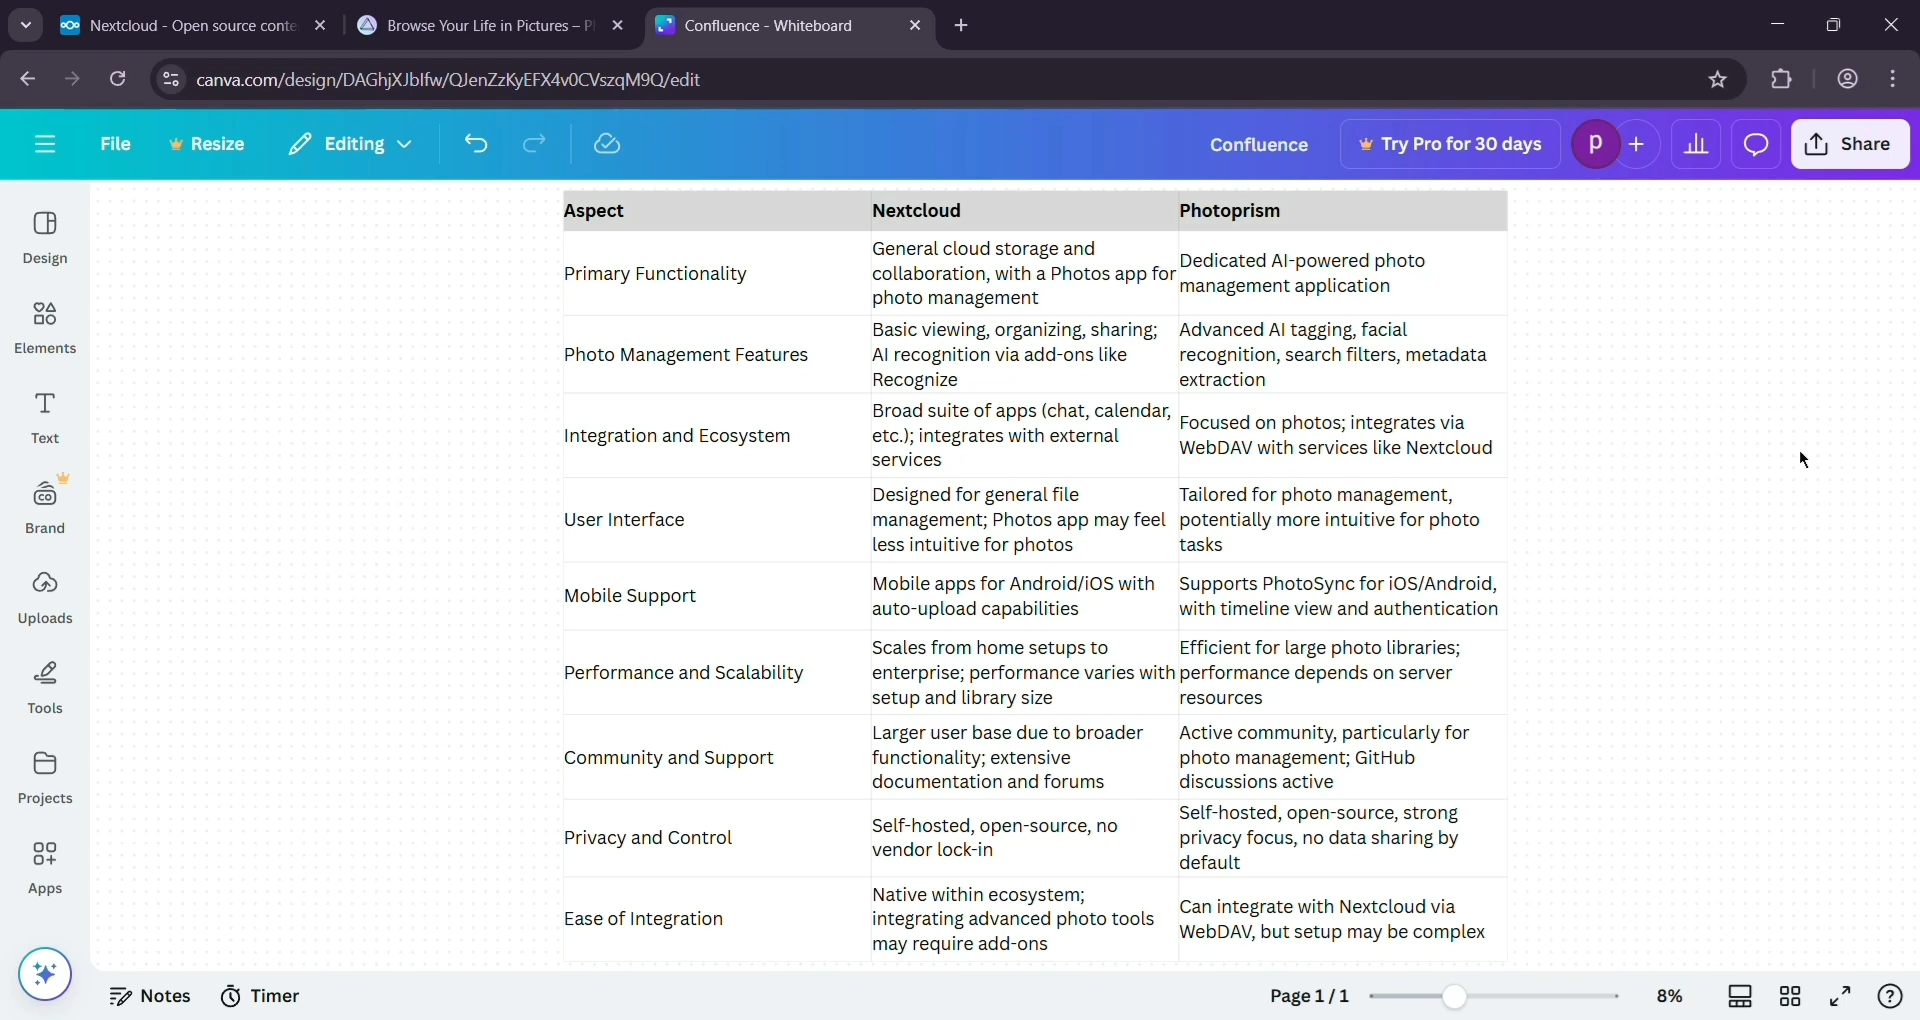 Nextcloud - Open source conte
Browse Your Life in Pictures – P
Confluence - Whiteboard
canva.com/design/DAGhjXJblfw/QJenZzKyEFX4v0CVszqM9Q/edit
File
Resize
Editing
Confluence
Try Pro for 30 days
p
Share
Design
Elements
Text
Brand
Uploads
Tools
Projects
Apps
Aspect
Nextcloud
Photoprism
Primary Functionality
General cloud storage and
collaboration, with a Photos app for
photo management
Dedicated AI-powered photo
management application
Photo Management Features
Basic viewing, organizing, sharing;
AI recognition via add-ons like
Recognize
Advanced AI tagging, facial
recognition, search filters, metadata
extraction
Integration and Ecosystem
Broad suite of apps (chat, calendar,
etc.); integrates with external
services
Focused on photos; integrates via
WebDAV with services like Nextcloud
User Interface
Designed for general file
management; Photos app may feel
less intuitive for photos
Tailored for photo management,
potentially more intuitive for photo
tasks
Mobile Support
Mobile apps for Android/iOS with
auto-upload capabilities
Supports PhotoSync for iOS/Android,
with timeline view and authentication
Performance and Scalability
Scales from home setups to
enterprise; performance varies with
setup and library size
Efficient for large photo libraries;
performance depends on server
resources
Community and Support
Larger user base due to broader
functionality; extensive
documentation and forums
Active community, particularly for
photo management; GitHub
discussions active
Privacy and Control
Self-hosted, open-source, no
vendor lock-in
Self-hosted, open-source, strong
privacy focus, no data sharing by
default
Ease of Integration
Native within ecosystem;
integrating advanced photo tools
may require add-ons
Can integrate with Nextcloud via
WebDAV, but setup may be complex
Notes
Timer
Page 1 / 1
8%